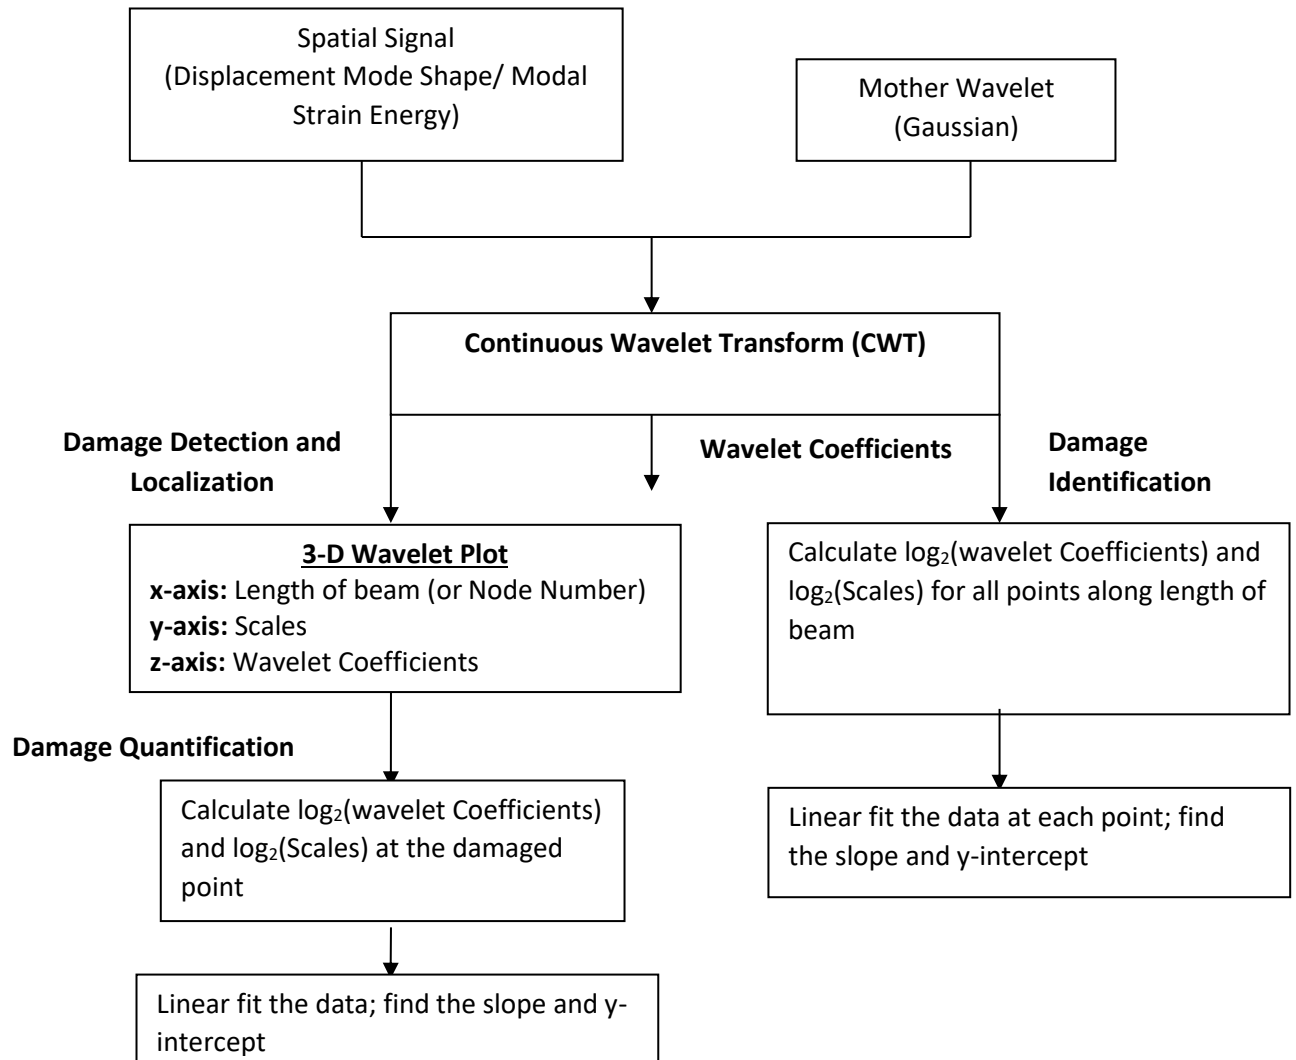 Spatial Signal
(Displacement Mode Shape/ Modal
Strain Energy)
Mother Wavelet
(Gaussian)
Continuous Wavelet Transform (CWT)
Damage Detection and
Localization
Wavelet Coefficients
Damage
Identification
3-D Wavelet Plot
x-axis: Length of beam (or Node Number)
y-axis: Scales
z-axis: Wavelet Coefficients
Calculate log₂(wavelet Coefficients) and
log₂(Scales) for all points along length of
beam
Damage Quantification
Calculate log₂(wavelet Coefficients)
and log₂(Scales) at the damaged
point
Linear fit the data at each point; find
the slope and y-intercept
Linear fit the data; find the slope and y-
intercept